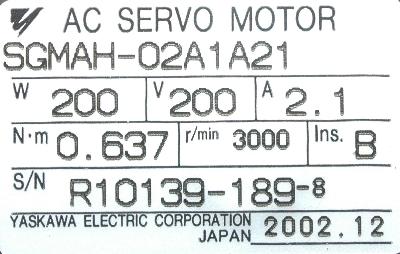 AC SERVO MOTOR
SGMAH-02A1A21
W 200 V 200 A 2.1
N·m 0.637 r/min 3000 Ins. B
S/N R10139-189-8
YASKAWA ELECTRIC CORPORATION
JAPAN 2002.12